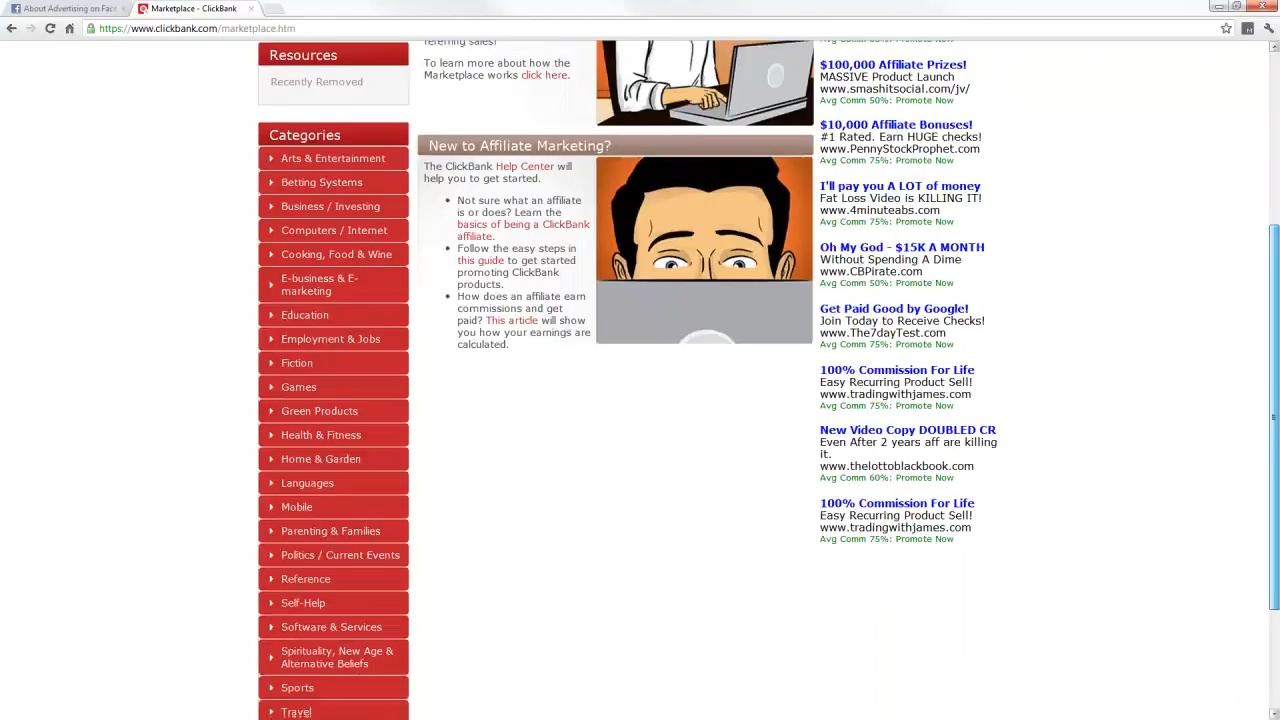 About Advertising on Face
Marketplace - ClickBank
https://www.clickbank.com/marketplace.htm
Resources
Recently Removed
Categories
Arts & Entertainment
Betting Systems
Business / Investing
Computers / Internet
Cooking, Food & Wine
E-business & E-
marketing
Education
Employment & Jobs
Fiction
Games
Green Products
Health & Fitness
Home & Garden
Languages
Mobile
Parenting & Families
Politics / Current Events
Reference
Self-Help
Software & Services
Spirituality, New Age &
Alternative Beliefs
Sports
Travel
referring sales!
To learn more about how the
Marketplace works click here.
New to Affiliate Marketing?
The ClickBank Help Center will
help you to get started.
Not sure what an affiliate
is or does? Learn the
basics of being a ClickBank
affiliate.
Follow the easy steps in
this guide to get started
promoting ClickBank
products.
How does an affiliate earn
commissions and get
paid? This article will show
you how your earnings are
calculated.
$100,000 Affiliate Prizes!
MASSIVE Product Launch
www.smashitsocial.com/jv/
Avg Comm 50%: Promote Now
$10,000 Affiliate Bonuses!
#1 Rated. Earn HUGE checks!
www.PennyStockProphet.com
Avg Comm 75%: Promote Now
I'll pay you A LOT of money
Fat Loss Video is KILLING IT!
www.4minuteabs.com
Avg Comm 75%: Promote Now
Oh My God - $15K A MONTH
Without Spending A Dime
www.CBPirate.com
Avg Comm 50%: Promote Now
Get Paid Good by Google!
Join Today to Receive Checks!
www.The7dayTest.com
Avg Comm 75%: Promote Now
100% Commission For Life
Easy Recurring Product Sell!
www.tradingwithjames.com
Avg Comm 75%: Promote Now
New Video Copy DOUBLED CR
Even After 2 years aff are killing
it.
www.thelottoblackbook.com
Avg Comm 60%: Promote Now
100% Commission For Life
Easy Recurring Product Sell!
www.tradingwithjames.com
Avg Comm 75%: Promote Now